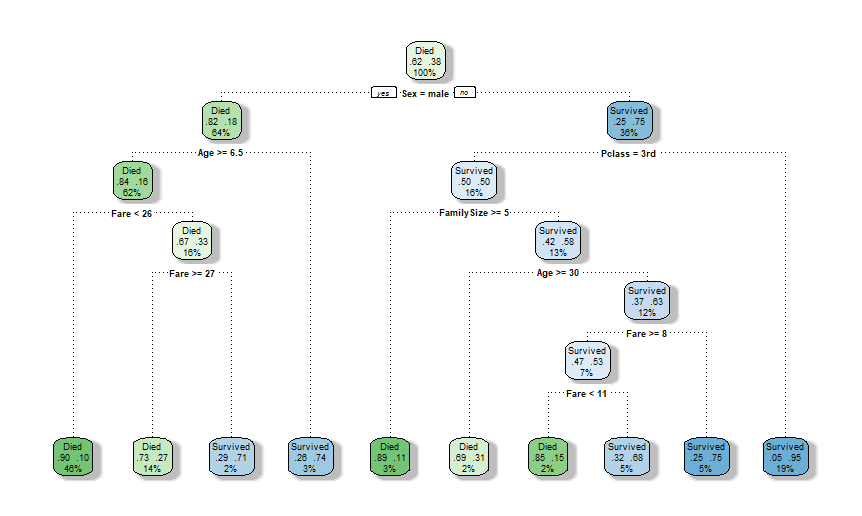 Died
.62 .38
100%
yes Sex = male no
Died
.82 .18
64%
Survived
.25 .75
36%
Age >= 6.5
Pclass = 3rd
Died
.84 .16
62%
Survived
.50 .50
16%
Fare < 26
FamilySize >= 5
Died
.67 .33
16%
Survived
.42 .58
13%
Fare >= 27
Age >= 30
Survived
.37 .63
12%
Fare >= 8
Survived
.47 .53
7%
Fare < 11
Died
.90 .10
46%
Died
.73 .27
14%
Survived
.29 .71
2%
Survived
.26 .74
3%
Died
.89 .11
3%
Died
.69 .31
2%
Died
.85 .15
2%
Survived
.32 .68
5%
Survived
.25 .75
5%
Survived
.05 .95
19%